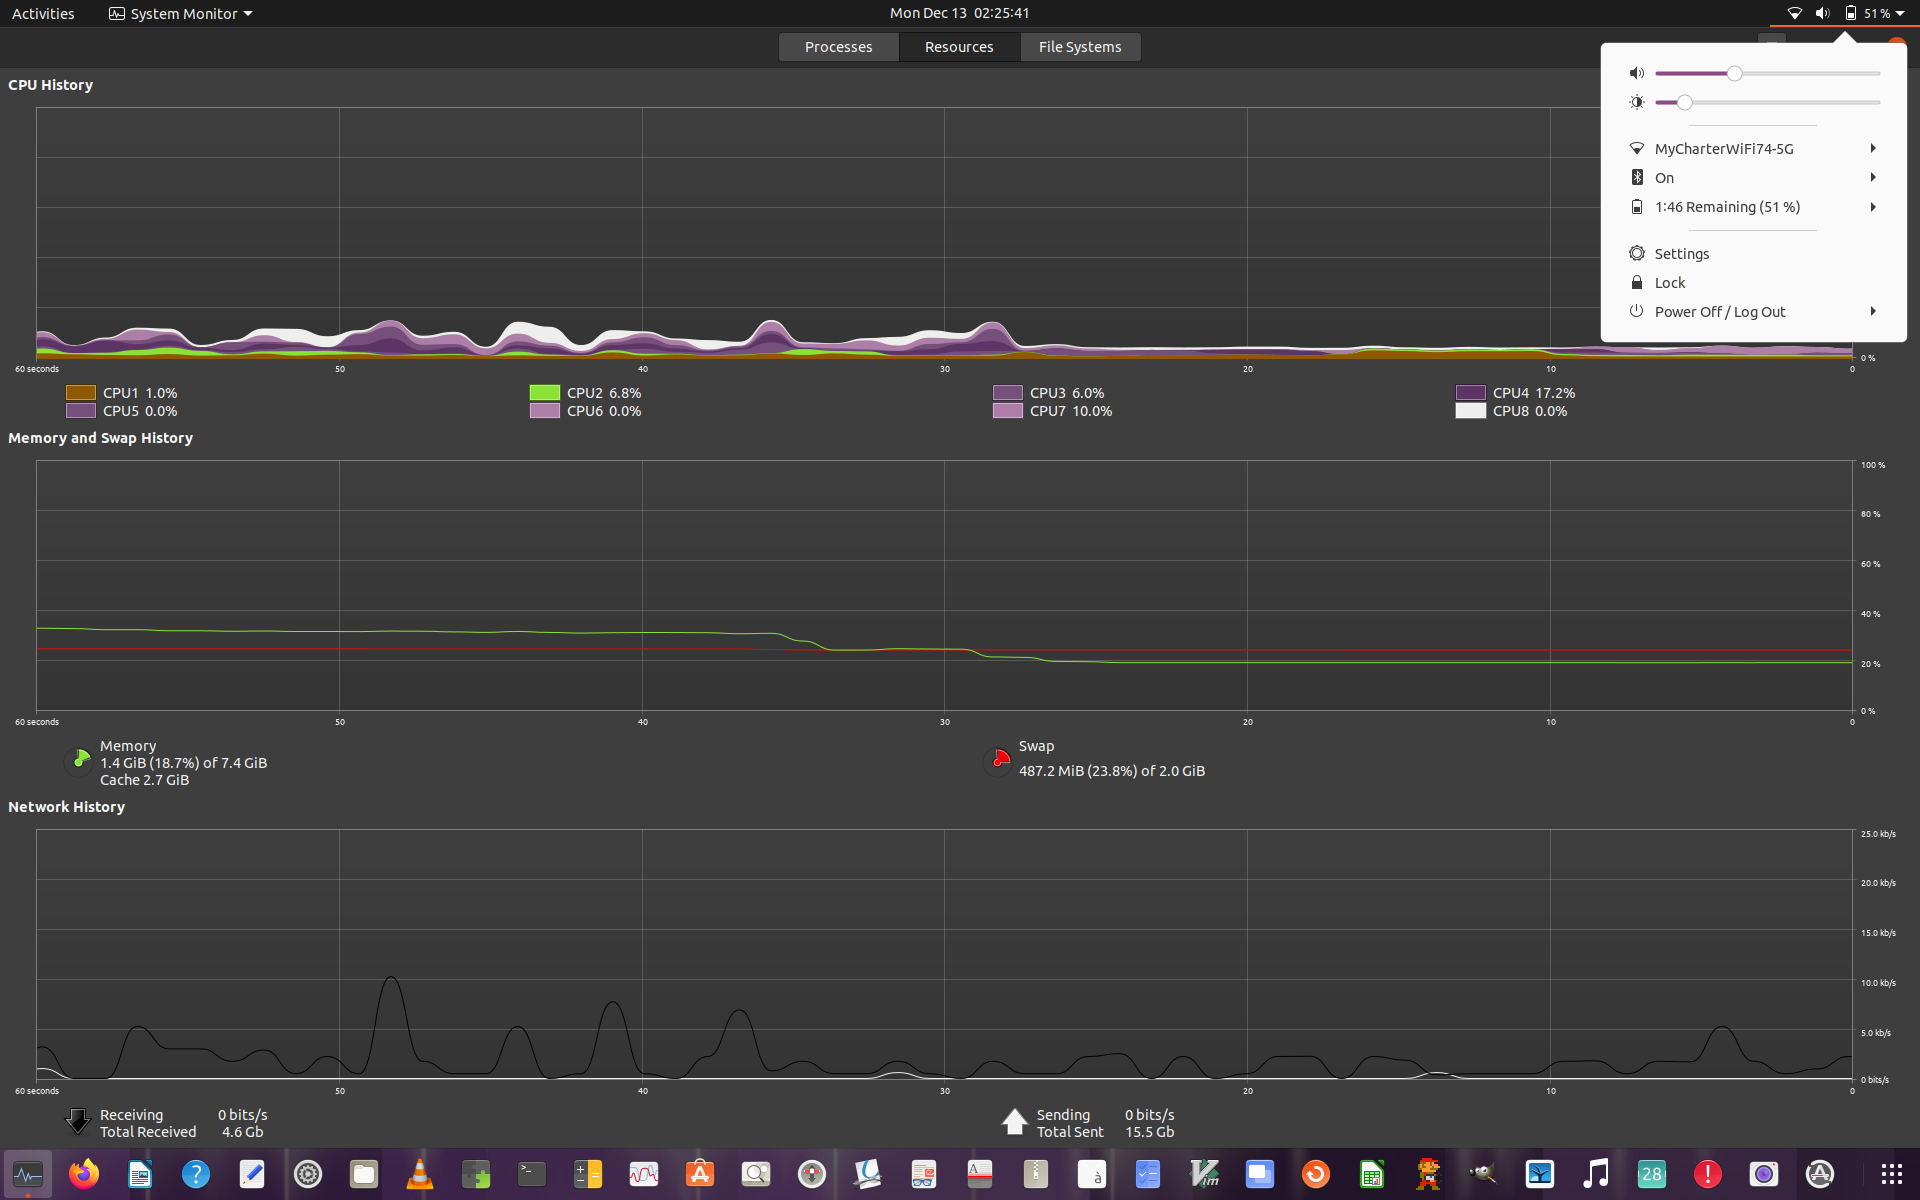 Activities
System Monitor
Mon Dec 13 02:25:41
51 %
Processes
Resources
File Systems
CPU History
MyCharterWiFi74-5G
On
1:46 Remaining (51 %)
Settings
Lock
Power Off / Log Out
0 %
60 seconds 50 40 30 20 10 0
CPU1 1.0% CPU2 6.8% CPU3 6.0% CPU4 17.2%
CPU5 0.0% CPU6 0.0% CPU7 10.0% CPU8 0.0%
Memory and Swap History
100 %
80 %
60 %
40 %
20 %
0 %
60 seconds 50 40 30 20 10 0
Memory
1.4 GiB (18.7%) of 7.4 GiB
Cache 2.7 GiB
Swap
487.2 MiB (23.8%) of 2.0 GiB
Network History
25.0 kb/s
20.0 kb/s
15.0 kb/s
10.0 kb/s
5.0 kb/s
0 bits/s
60 seconds 50 40 30 20 10 0
Receiving 0 bits/s
Total Received 4.6 Gb
Sending 0 bits/s
Total Sent 15.5 Gb
?
>_
A
à
Vim
28
!
A